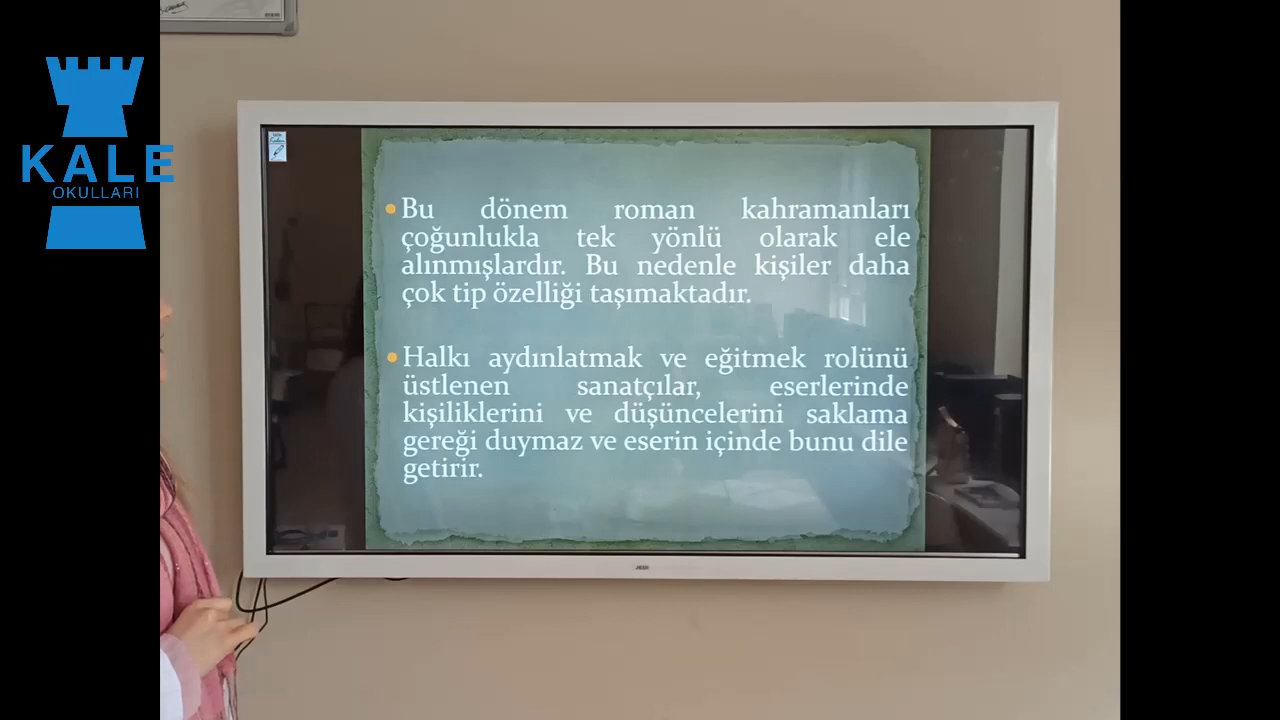 KALE
OKULLARI
Bu dönem roman kahramanları
çoğunlukla tek yönlü olarak ele
alınmışlardır. Bu nedenle kişiler daha
çok tip özelliği taşımaktadır.
Halkı aydınlatmak ve eğitmek rolünü
üstlenen sanatçılar, eserlerinde
kişiliklerini ve düşüncelerini saklama
gereği duymaz ve eserin içinde bunu dile
getirir.